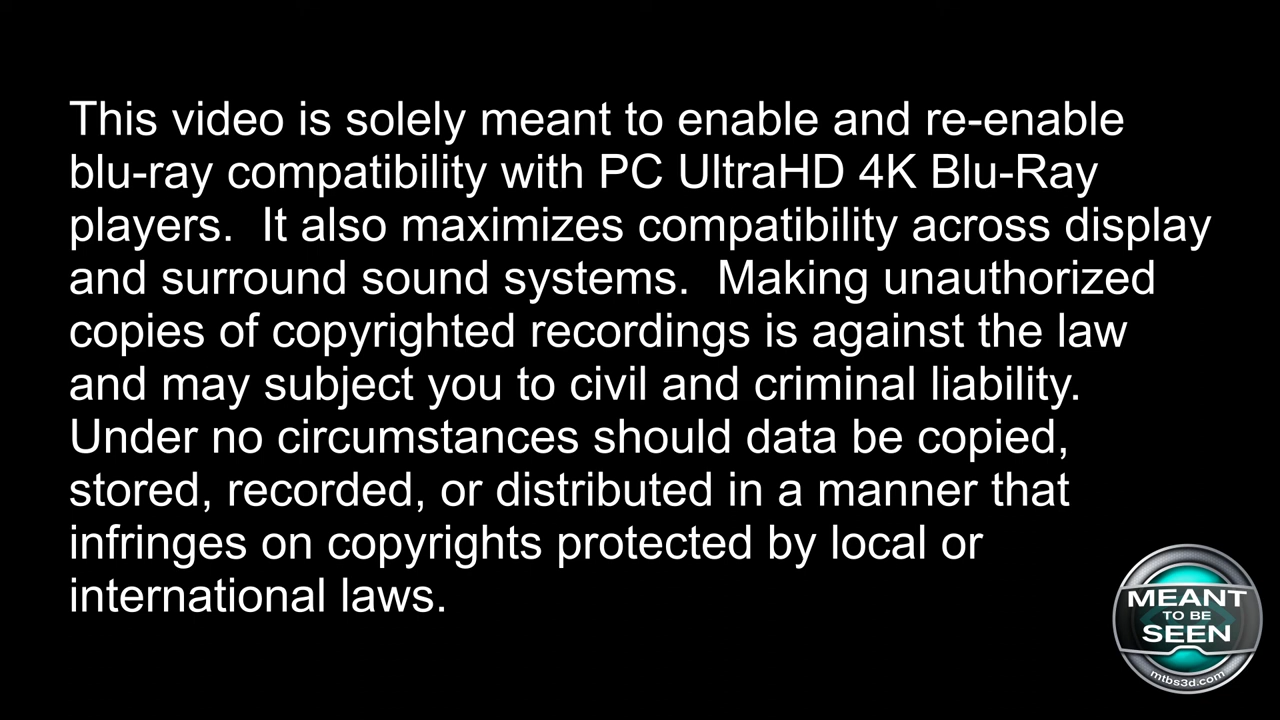 This video is solely meant to enable and re-enable
blu-ray compatibility with PC UltraHD 4K Blu-Ray
players.  It also maximizes compatibility across display
and surround sound systems.  Making unauthorized
copies of copyrighted recordings is against the law
and may subject you to civil and criminal liability.
Under no circumstances should data be copied,
stored, recorded, or distributed in a manner that
infringes on copyrights protected by local or
international laws.
MEANT
TO BE
SEEN
mtbs3d.com